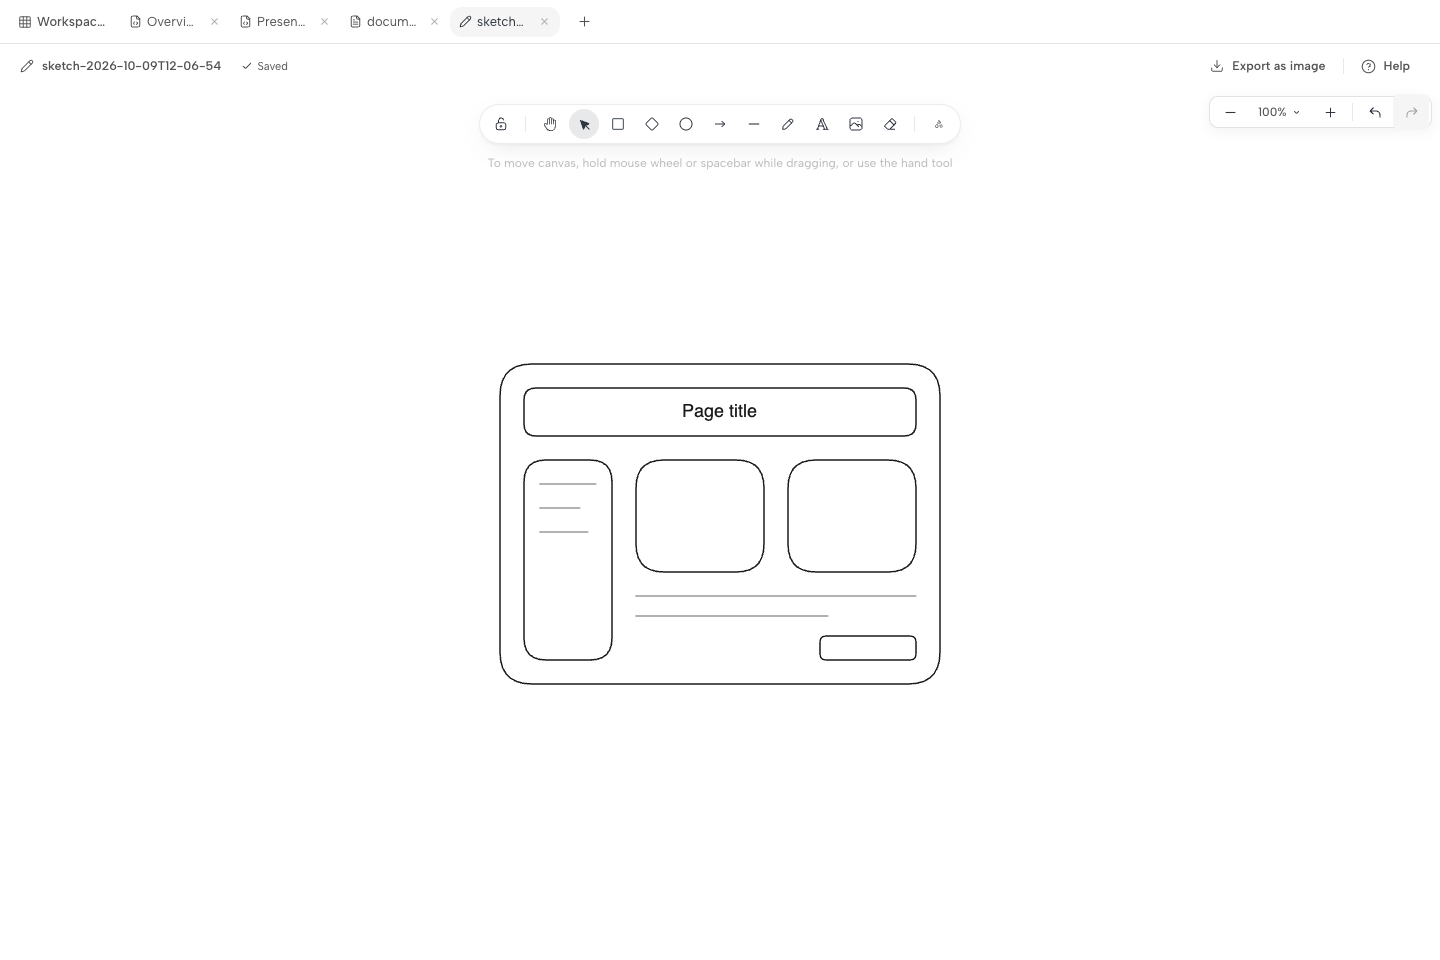 Workspac...
Overvi...
Presen...
docum...
sketch...
sketch-2026-10-09T12-06-54
Saved
Export as image
Help
100%
To move canvas, hold mouse wheel or spacebar while dragging, or use the hand tool
Page title